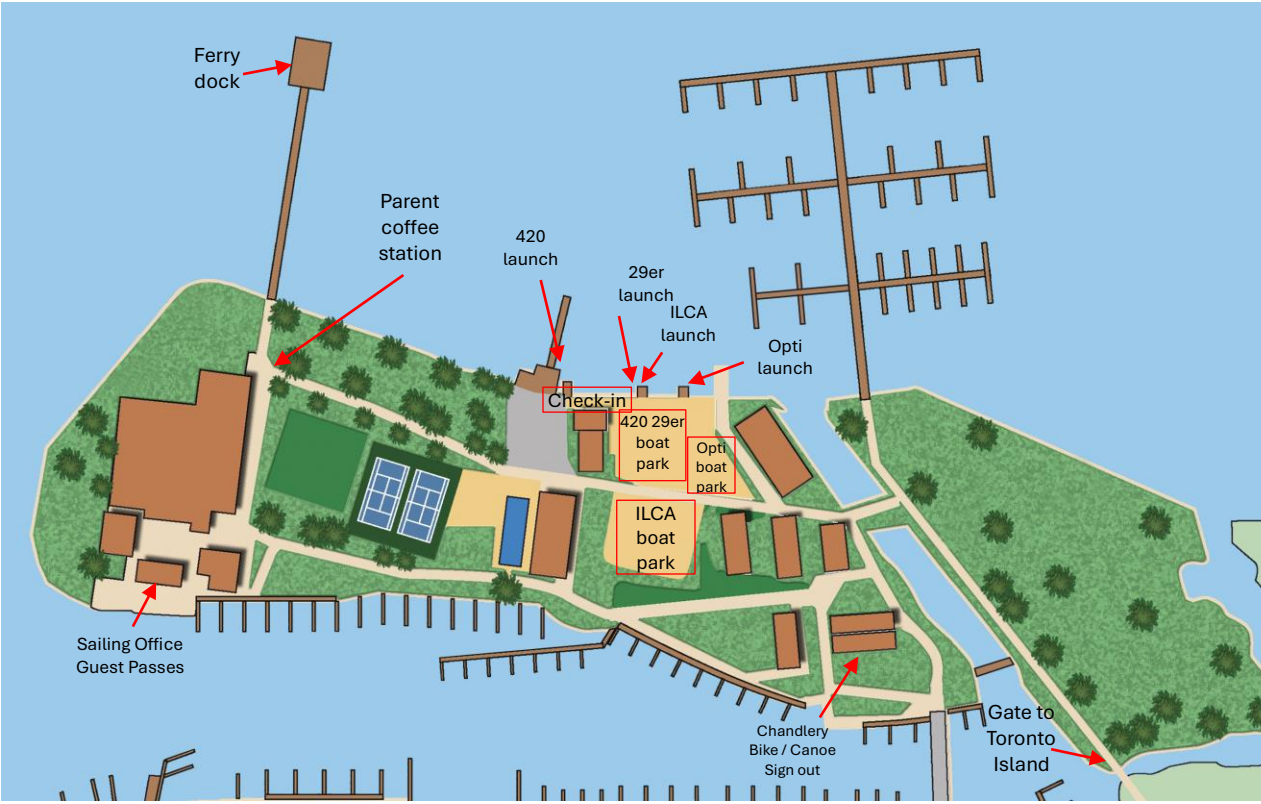 Ferry
dock
Parent
coffee
station
420
launch
29er
launch
ILCA
launch
Opti
launch
Check-in
420 29er
boat
park
Opti
boat
park
ILCA
boat
park
Sailing Office
Guest Passes
Chandlery
Bike / Canoe
Sign out
Gate to
Toronto
Island